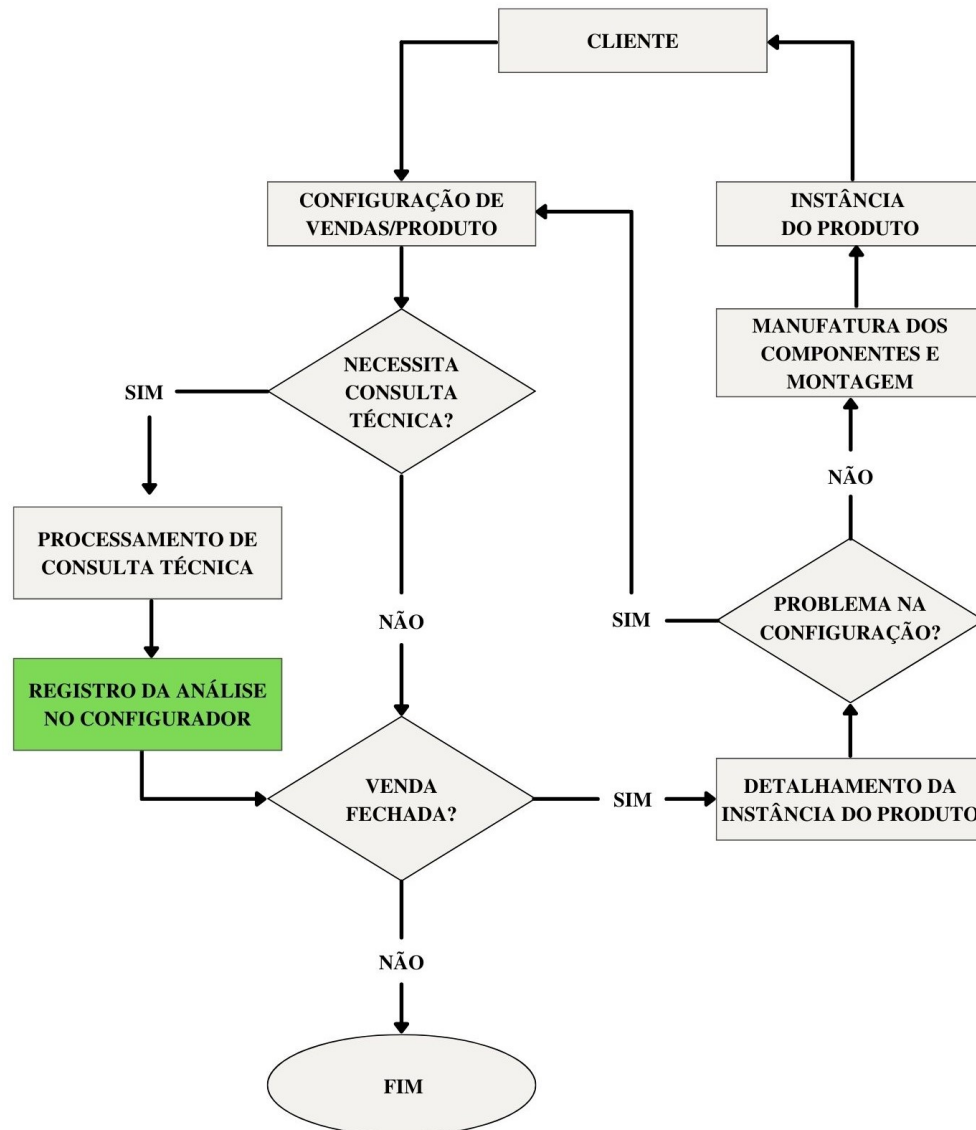 CLIENTE
CONFIGURAÇÃO DE
VENDAS/PRODUTO
INSTÂNCIA
DO PRODUTO
MANUFATURA DOS
COMPONENTES E
MONTAGEM
NECESSITA
CONSULTA
TÉCNICA?
SIM
NÃO
PROCESSAMENTO DE
CONSULTA TÉCNICA
PROBLEMA NA
CONFIGURAÇÃO?
NÃO
SIM
REGISTRO DA ANÁLISE
NO CONFIGURADOR
VENDA
FECHADA?
SIM
DETALHAMENTO DA
INSTÂNCIA DO PRODUTO
NÃO
FIM